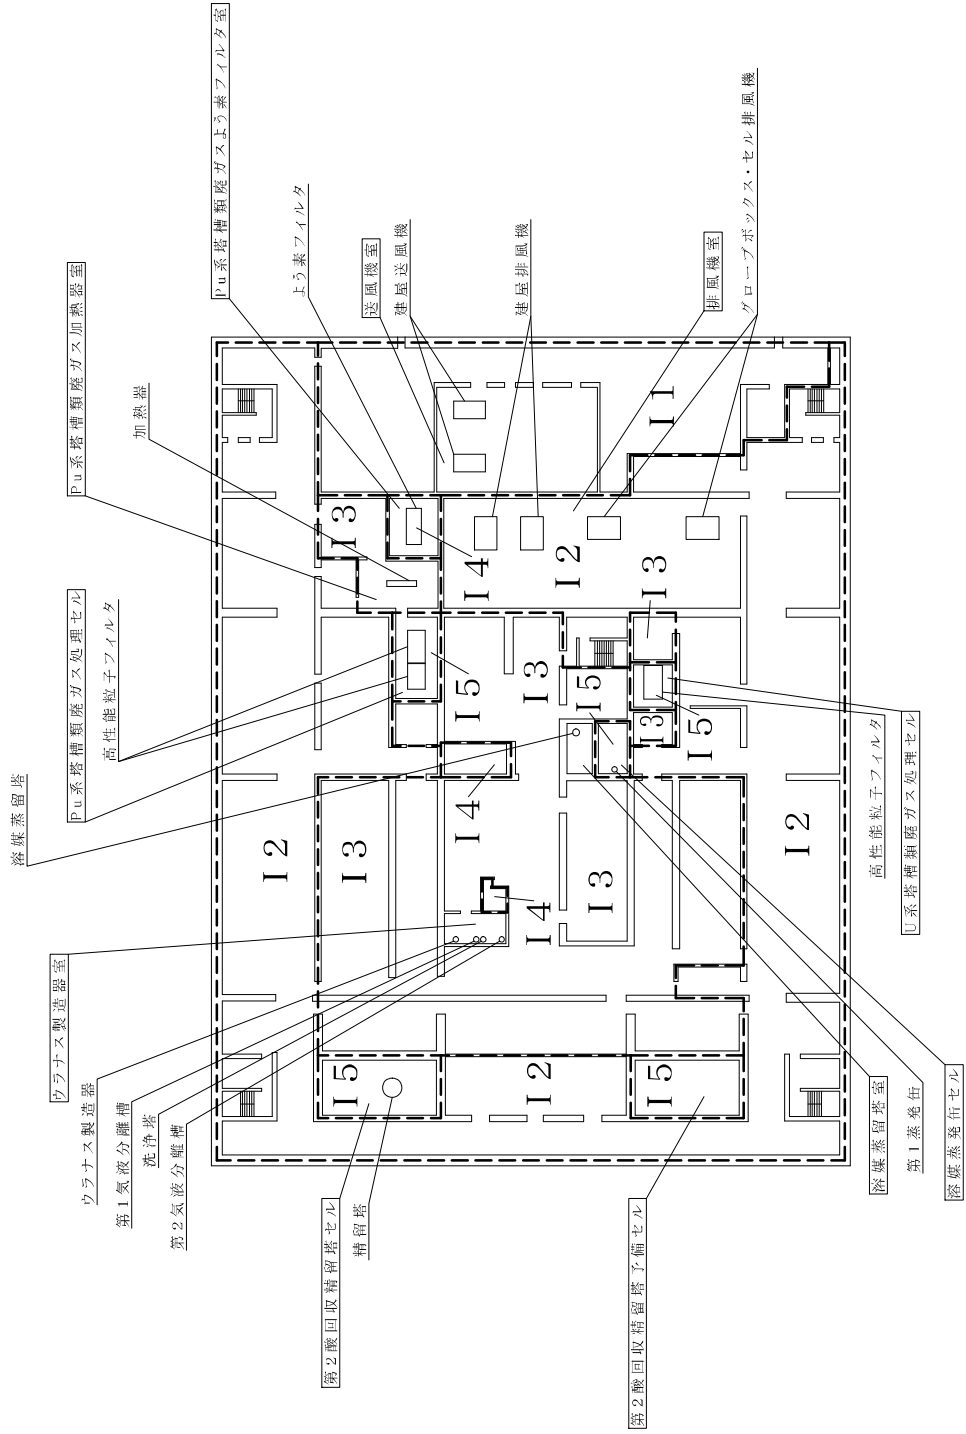 Pu系塔槽類廃ガスよう素フィルタ室
よう素フィルタ
送風機室
建屋送風機
建屋排風機
排風機室
グローブボックス・セル排風機
Pu系塔槽類廃ガス加熱器室
加熱器
Pu系塔槽類廃ガス処理セル
高性能粒子フィルタ
溶媒蒸留塔
I1
I3
I4
I2
I3
I5
I3
I5
I3
I5
I4
I2
I3
I3
I4
I2
I5
I2
I5
高性能粒子フィルタ
U系塔槽類廃ガス処理セル
ウラナス製造器室
ウラナス製造器
第1気液分離槽
洗浄塔
第2気液分離槽
第2酸回収精留塔セル
精留塔
第2酸回収精留塔予備セル
溶媒蒸留塔室
第1蒸発缶
溶媒蒸発缶セル